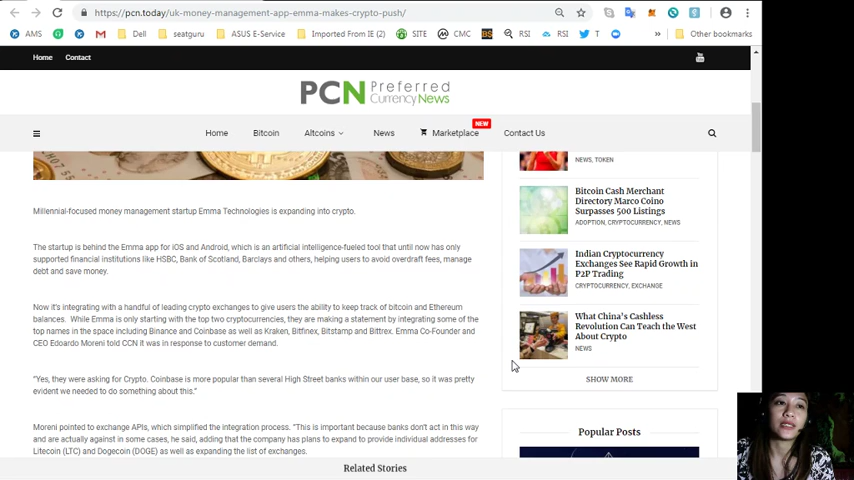 https://pcn.today/uk-money-management-app-emma-makes-crypto-push/
AMS
Dell
seatguru
ASUS E-Service
Imported From IE (2)
SITE
CMC
RSI
RSI
T
Other bookmarks
Home
Contact
PCN Preferred
Currency News
NEW
Home
Bitcoin
Altcoins
News
Marketplace
Contact Us
Millennial-focused money management startup Emma Technologies is expanding into crypto.
The startup is behind the Emma app for iOS and Android, which is an artificial intelligence-fueled tool that until now has only
supported financial institutions like HSBC, Bank of Scotland, Barclays and others, helping users to avoid overdraft fees, manage
debt and save money.
Now it's integrating with a handful of leading crypto exchanges to give users the ability to keep track of bitcoin and Ethereum
balances. While Emma is only starting with the top two cryptocurrencies, they are making a statement by integrating some of the
top names in the space including Binance and Coinbase as well as Kraken, Bitfinex, Bitstamp and Bittrex. Emma Co-Founder and
CEO Edoardo Moreni told CCN it was in response to customer demand.
"Yes, they were asking for Crypto. Coinbase is more popular than several High Street banks within our user base, so it was pretty
evident we needed to do something about this."
Moreni pointed to exchange APIs, which simplified the integration process. "This is important because banks don't act in this way
and are actually against in some cases, he said, adding that the company has plans to expand to provide individual addresses for
Litecoin (LTC) and Dogecoin (DOGE) as well as expanding the list of exchanges.
NEWS, TOKEN
Bitcoin Cash Merchant
Directory Marco Coino
Surpasses 500 Listings
ADOPTION, CRYPTOCURRENCY, NEWS
Indian Cryptocurrency
Exchanges See Rapid Growth in
P2P Trading
CRYPTOCURRENCY, EXCHANGE
What China's Cashless
Revolution Can Teach the West
About Crypto
NEWS
SHOW MORE
Popular Posts
Related Stories